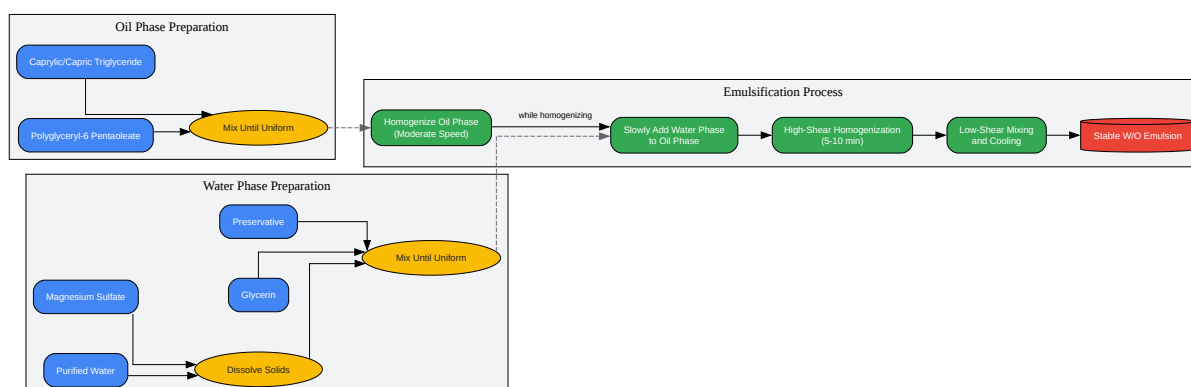 Oil Phase Preparation
Caprylic/Capric Triglyceride
Polyglyceryl-6 Pentaoleate
Mix Until Uniform
Emulsification Process
Homogenize Oil Phase
(Moderate Speed)
while homogenizing
Slowly Add Water Phase
to Oil Phase
High-Shear Homogenization
(5-10 min)
Low-Shear Mixing
and Cooling
Stable W/O Emulsion
Water Phase Preparation
Preservative
Mix Until Uniform
Glycerin
Magnesium Sulfate
Purified Water
Dissolve Solids